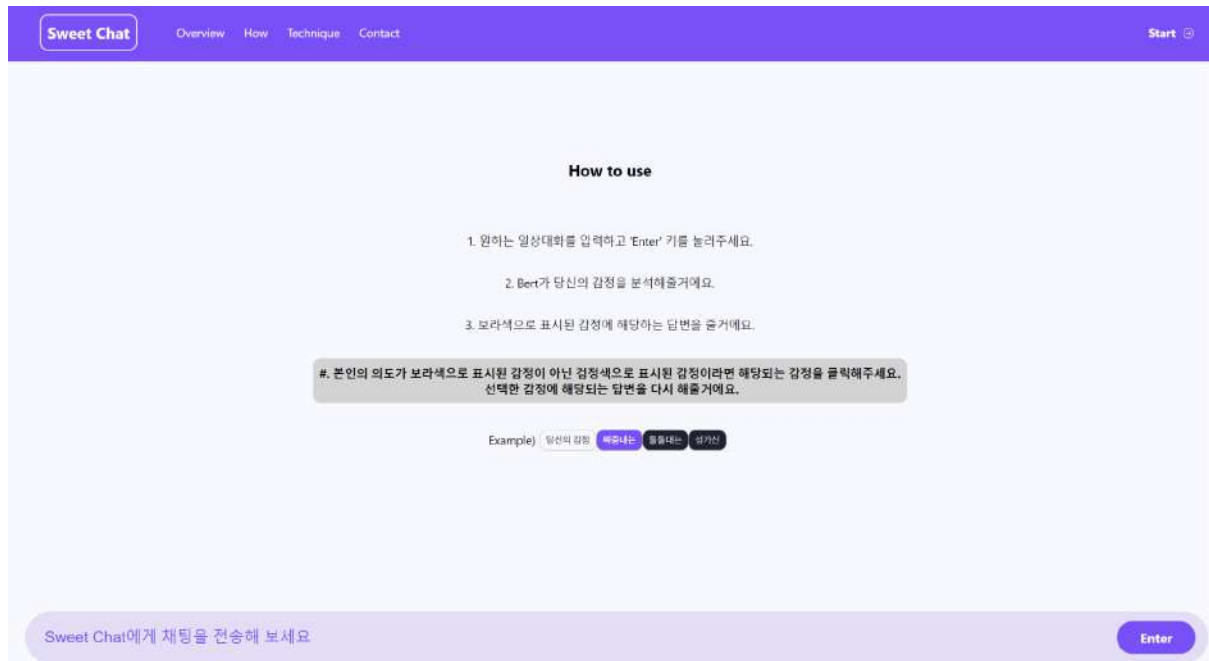 Sweet Chat
Overview How Technique Contact
Start
How to use
1. 원하는 일상대화를 입력하고 'Enter' 키를 눌러주세요.
2. Bert가 당신의 감정을 분석해줄거에요.
3. 보라색으로 표시된 감정에 해당하는 답변을 줄거에요.
#. 본인의 의도가 보라색으로 표시된 감정이 아닌 검정색으로 표시된 감정이라면 해당되는 감정을 클릭해주세요.
선택한 감정에 해당되는 답변을 다시 해줄거에요.
Example) 당신의 감정 짜증내는 툴툴대는 성가신
Sweet Chat에게 채팅을 전송해 보세요
Enter